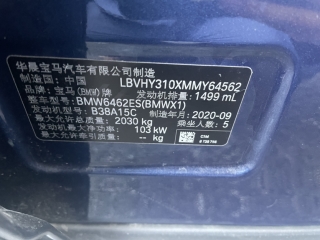 华晨宝马汽车有限公司制造
制造国：中国 LBVHY310XMMY64562
品牌：宝马(BMW)牌 发动机排量：1499 mL
整车型号：BMW6462ES(BMWX1)
发动机型号：B38A15C 制造年月：2020-09
最大允许总质量：2030 kg 乘坐人数：5
发动机最大净功率：103 kW
最大设计总质量：-- kg